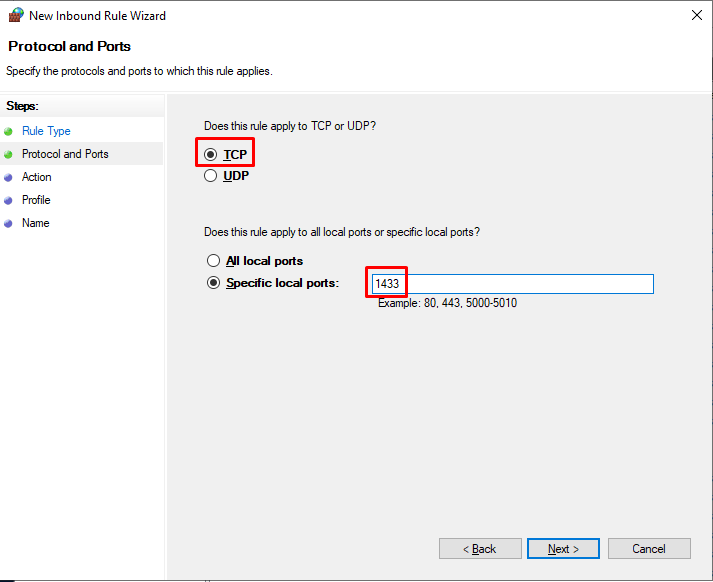 New Inbound Rule Wizard
Protocol and Ports
Specify the protocols and ports to which this rule applies.
Steps:
Rule Type
Protocol and Ports
Action
Profile
Name
Does this rule apply to TCP or UDP?
TCP
UDP
Does this rule apply to all local ports or specific local ports?
All local ports
Specific local ports:
1433
Example: 80, 443, 5000-5010
< Back
Next >
Cancel